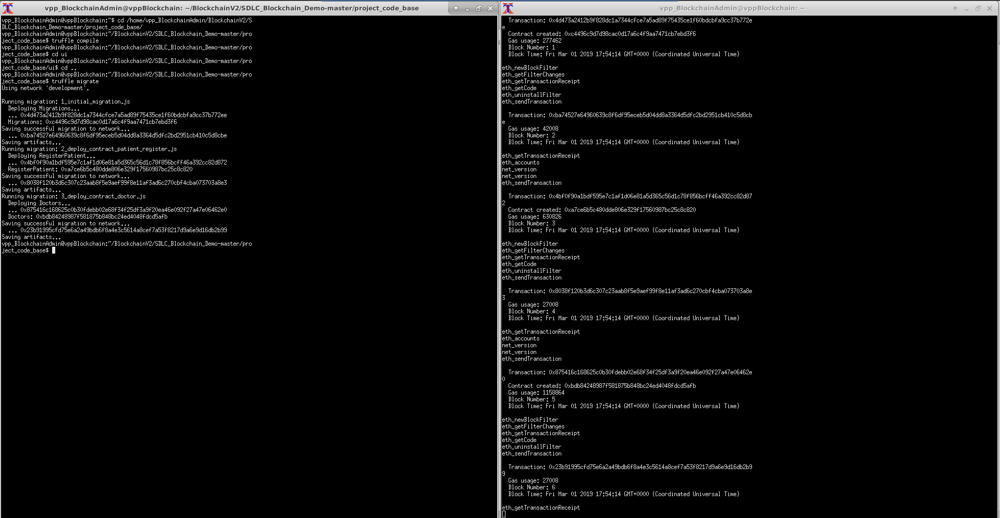 vpp_BlockchainAdmin@vppBlockchain: ~/BlockchainV2/SDLC_Blockchain_Demo-master/project_code_base
vpp_BlockchainAdmin@vppBlockchain:~$ cd /home/vpp_BlockchainAdmin/BlockchainV2/S
DLC_Blockchain_Demo-master/project_code_base/
vpp_BlockchainAdmin@vppBlockchain:~/BlockchainV2/SDLC_Blockchain_Demo-master/pro
ject_code_base$ truffle compile
vpp_BlockchainAdmin@vppBlockchain:~/BlockchainV2/SDLC_Blockchain_Demo-master/pro
ject_code_base$ cd ui
vpp_BlockchainAdmin@vppBlockchain:~/BlockchainV2/SDLC_Blockchain_Demo-master/pro
ject_code_base/ui$ cd ..
vpp_BlockchainAdmin@vppBlockchain:~/BlockchainV2/SDLC_Blockchain_Demo-master/pro
ject_code_base$ truffle migrate
Using network 'development'.
Running migration: 1_initial_migration.js
Deploying Migrations...
... 0x4d473a2412b9f828dc1a7344cfce7a5ad89f75435ce1f60bdcbfa9cc37b772ee
Migrations: 0xc4496c9d7d98cac0d17a6c4f9aa7471cb7ebd3f6
Saving successful migration to network...
... 0xba74527e64960639c8f6df95eceb5d04dd8a3364d5dfc2bd2951cb410c5d8cbe
Saving artifacts...
Running migration: 2_deploy_contract_patient_register.js
Deploying RegisterPatient...
... 0x4bf0f90a1bdf595e7c1af1d06e81a5d365c56d1c78f856bcff46a392cc82d872
RegisterPatient: 0xa7ce6b5c480dde806e329f17560987bc25c8c820
Saving successful migration to network...
... 0x8038f120b3d6c307c23aab8f5e9aef99f8e11af3ad6c270cbf4cba073703a8e3
Saving artifacts...
Running migration: 3_deploy_contract_doctor.js
Deploying Doctors...
... 0x875416c168625c0b30fdebb02e68f34f25df3a9f20ea46e092f27a47e06462e0
Doctors: 0xbdb84248987f581875b848bc24ed4048fdcd5afb
Saving successful migration to network...
... 0x23b91995cfd75e6a2a49bdb6f8a4e3c5614a8cef7a53f8217d9a6e9d16db2b99
Saving artifacts...
vpp_BlockchainAdmin@vppBlockchain:~/BlockchainV2/SDLC_Blockchain_Demo-master/pro
ject_code_base$
vpp_BlockchainAdmin@vppBlockchain: ~
Transaction: 0x4d473a2412b9f828dc1a7344cfce7a5ad89f75435ce1f60bdcbfa9cc37b772e
e
Contract created: 0xc4496c9d7d98cac0d17a6c4f9aa7471cb7ebd3f6
Gas usage: 277462
Block Number: 1
Block Time: Fri Mar 01 2019 17:54:14 GMT+0000 (Coordinated Universal Time)
eth_newBlockFilter
eth_getFilterChanges
eth_getTransactionReceipt
eth_getCode
eth_uninstallFilter
eth_sendTransaction
Transaction: 0xba74527e64960639c8f6df95eceb5d04dd8a3364d5dfc2bd2951cb410c5d8cb
e
Gas usage: 42008
Block Number: 2
Block Time: Fri Mar 01 2019 17:54:14 GMT+0000 (Coordinated Universal Time)
eth_getTransactionReceipt
eth_accounts
net_version
net_version
eth_sendTransaction
Transaction: 0x4bf0f90a1bdf595e7c1af1d06e81a5d365c56d1c78f856bcff46a392cc82d87
2
Contract created: 0xa7ce6b5c480dde806e329f17560987bc25c8c820
Gas usage: 630826
Block Number: 3
Block Time: Fri Mar 01 2019 17:54:14 GMT+0000 (Coordinated Universal Time)
eth_newBlockFilter
eth_getFilterChanges
eth_getTransactionReceipt
eth_getCode
eth_uninstallFilter
eth_sendTransaction
Transaction: 0x8038f120b3d6c307c23aab8f5e9aef99f8e11af3ad6c270cbf4cba073703a8e
3
Gas usage: 27008
Block Number: 4
Block Time: Fri Mar 01 2019 17:54:14 GMT+0000 (Coordinated Universal Time)
eth_getTransactionReceipt
eth_accounts
net_version
net_version
eth_sendTransaction
Transaction: 0x875416c168625c0b30fdebb02e68f34f25df3a9f20ea46e092f27a47e06462e
0
Contract created: 0xbdb84248987f581875b848bc24ed4048fdcd5afb
Gas usage: 1158864
Block Number: 5
Block Time: Fri Mar 01 2019 17:54:14 GMT+0000 (Coordinated Universal Time)
eth_newBlockFilter
eth_getFilterChanges
eth_getTransactionReceipt
eth_getCode
eth_uninstallFilter
eth_sendTransaction
Transaction: 0x23b91995cfd75e6a2a49bdb6f8a4e3c5614a8cef7a53f8217d9a6e9d16db2b9
9
Gas usage: 27008
Block Number: 6
Block Time: Fri Mar 01 2019 17:54:14 GMT+0000 (Coordinated Universal Time)
eth_getTransactionReceipt